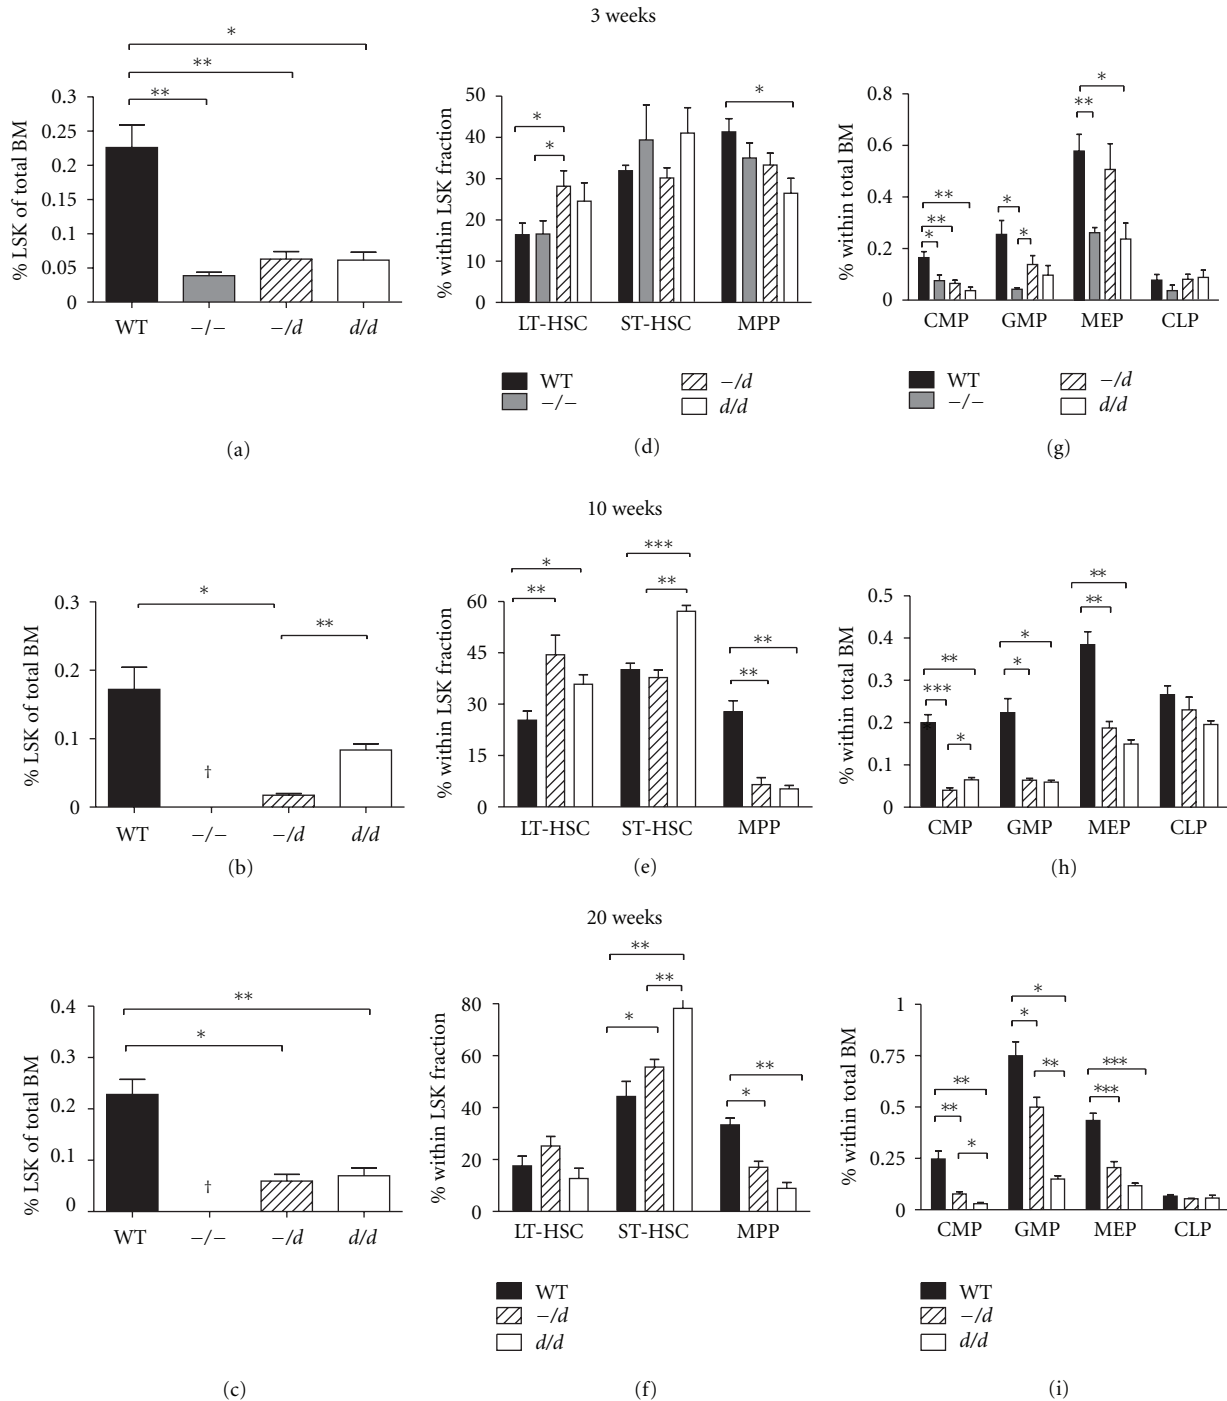 3 weeks
*
**
**
% LSK of total BM
0.3
0.25
0.2
0.15
0.1
0.05
0
WT −/− −/d d/d
(a)
*
*
*
% within LSK fraction
50
40
30
20
10
0
LT-HSC ST-HSC MPP
WT −/d
−/− d/d
(d)
*
**
**
**
*
*
*
% within total BM
0.8
0.6
0.4
0.2
0
CMP GMP MEP CLP
WT −/d
−/− d/d
(g)
10 weeks
*
**
% LSK of total BM
0.3
0.2
0.1
0
†
WT −/− −/d d/d
(b)
***
*
**
**
**
**
% within LSK fraction
60
45
30
15
0
LT-HSC ST-HSC MPP
(e)
**
**
*
**
*
***
*
% within total BM
0.5
0.4
0.3
0.2
0.1
0
CMP GMP MEP CLP
(h)
20 weeks
**
*
% LSK of total BM
0.4
0.3
0.2
0.1
0
†
WT −/− −/d d/d
(c)
**
**
*
**
*
% within LSK fraction
80
60
40
20
0
LT-HSC ST-HSC MPP
WT
−/d
d/d
(f)
*
*
**
***
**
***
**
*
% within total BM
1
0.75
0.5
0.25
0
CMP GMP MEP CLP
WT
−/d
d/d
(i)